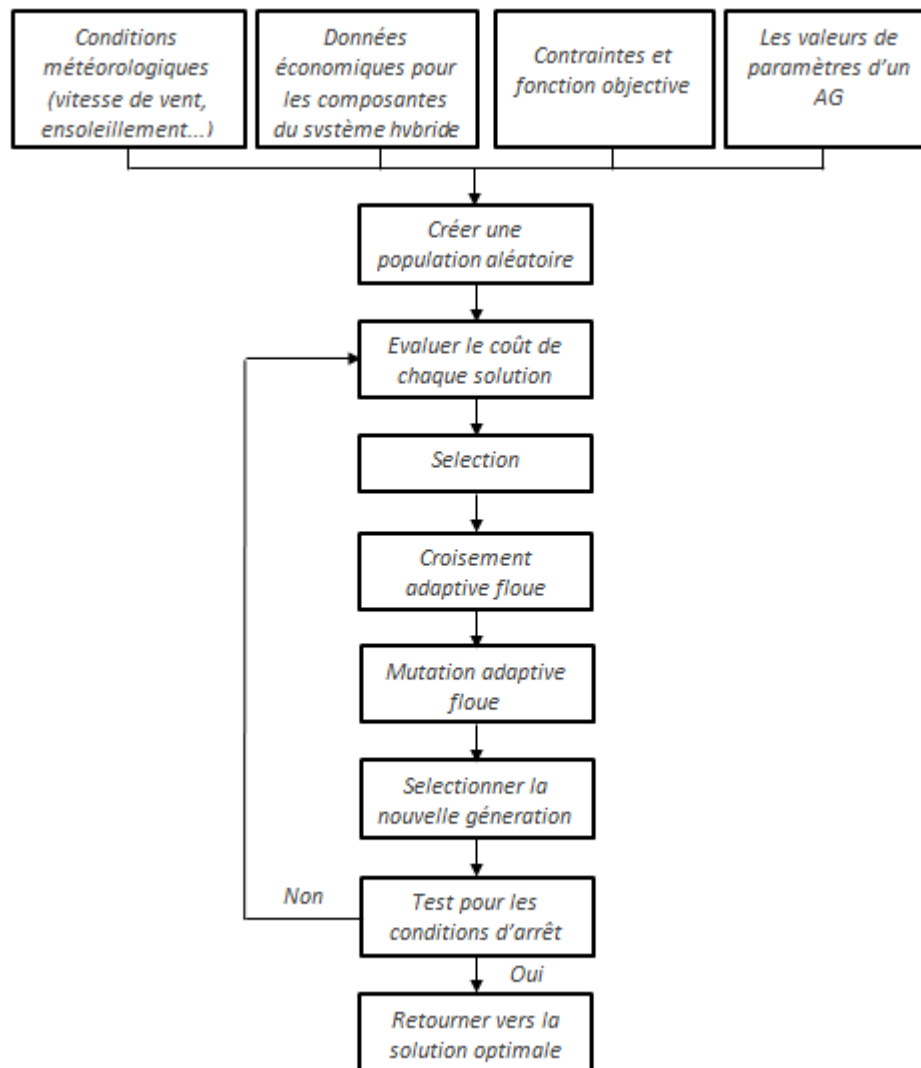 Conditions
météorologiques
(vitesse de vent,
ensoleillement...)
Données
économiques pour
les composantes
du système hybride
Contraintes et
fonction objective
Les valeurs de
paramètres d'un
AG
Créer une
population aléatoire
Evaluer le coût de
chaque solution
Selection
Croisement
adaptive floue
Mutation adaptive
floue
Selectionner la
nouvelle géneration
Non
Test pour les
conditions d'arrêt
Oui
Retourner vers la
solution optimale